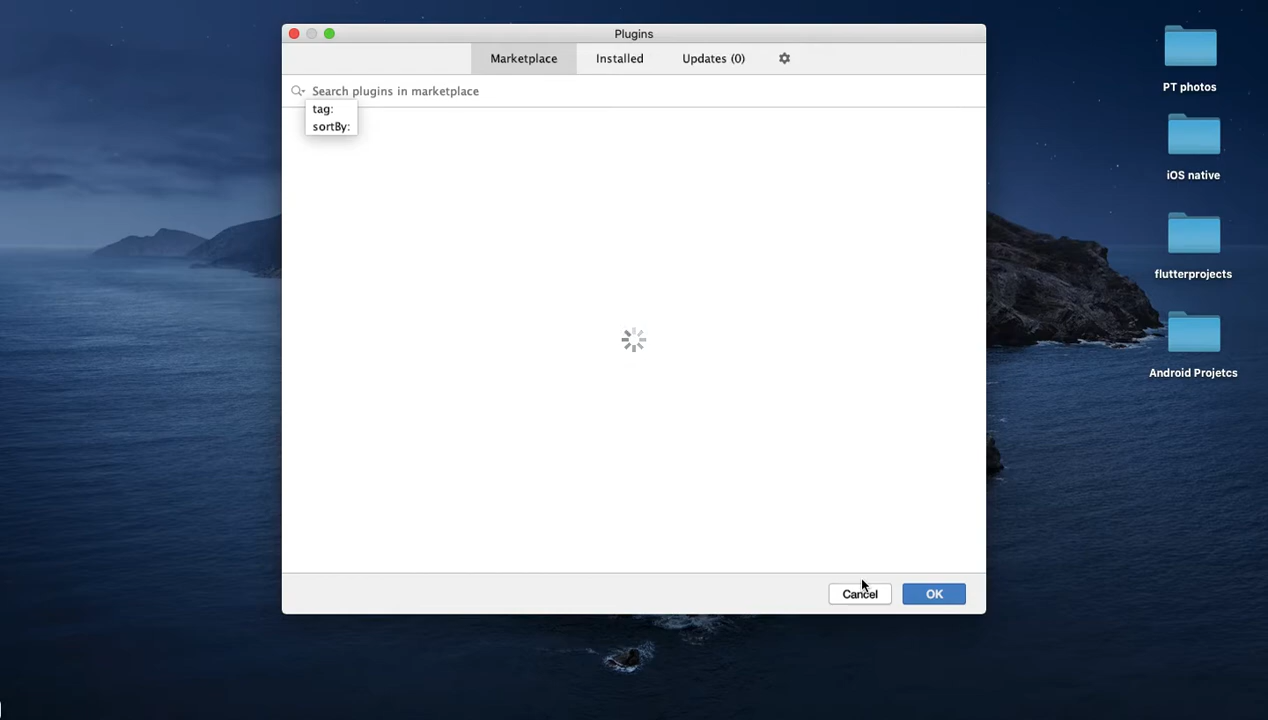 Plugins
Marketplace
Installed
Updates (0)
Search plugins in marketplace
tag:
sortBy:
Cancel
OK
PT photos
iOS native
flutterprojects
Android Projetcs